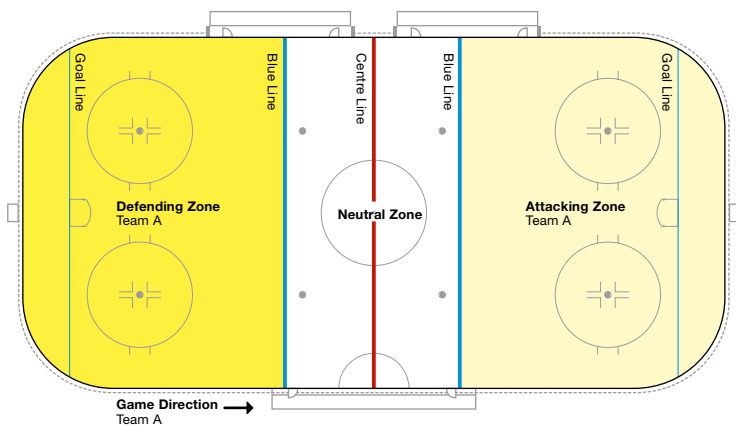 Goal Line
Blue Line
Centre Line
Blue Line
Goal Line
Defending Zone
Team A
Neutral Zone
Attacking Zone
Team A
Game Direction
Team A